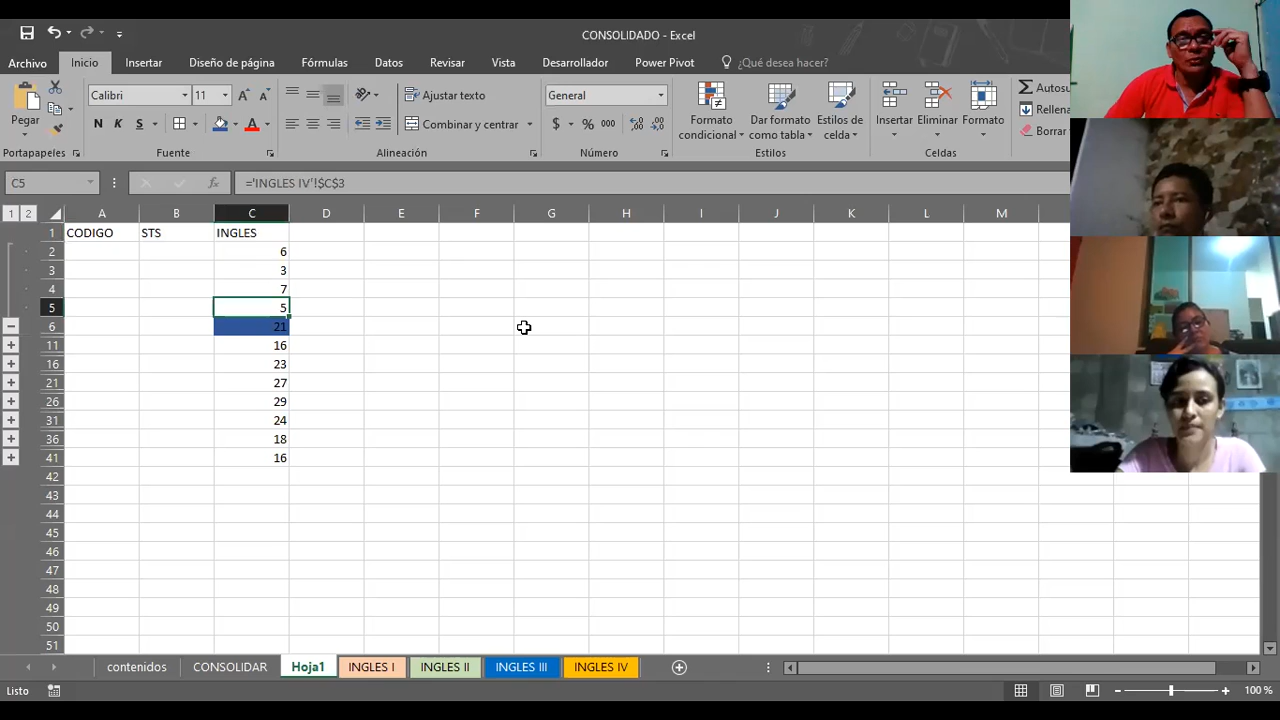 CONSOLIDADO - Excel
Archivo Inicio Insertar Diseño de página Fórmulas Datos Vista Revisar Desarrollador Power Pivot ¿Qué desea hacer?
Pegar
Calibri 11
N K S
Ajustar texto
Combinar y centrar
General
$ % 000
Formato condicional
Dar formato como tabla
Estilos de celda
Insertar Eliminar Formato
Autosu
Rellena
Borrar
Portapapeles Fuente Alineación Número Estilos Celdas
C5 ='INGLES IV'!$C$3
1 2 A B C D E F G H I J K L M
1 CODIGO STS INGLES
2 6
3 3
4 7
5 5
6 21
11 16
16 23
21 27
26 29
31 24
36 18
41 16
42
43
44
45
46
47
48
49
50
51
contenidos CONSOLIDAR Hoja1 INGLES I INGLES II INGLES III INGLES IV
Listo 100 %